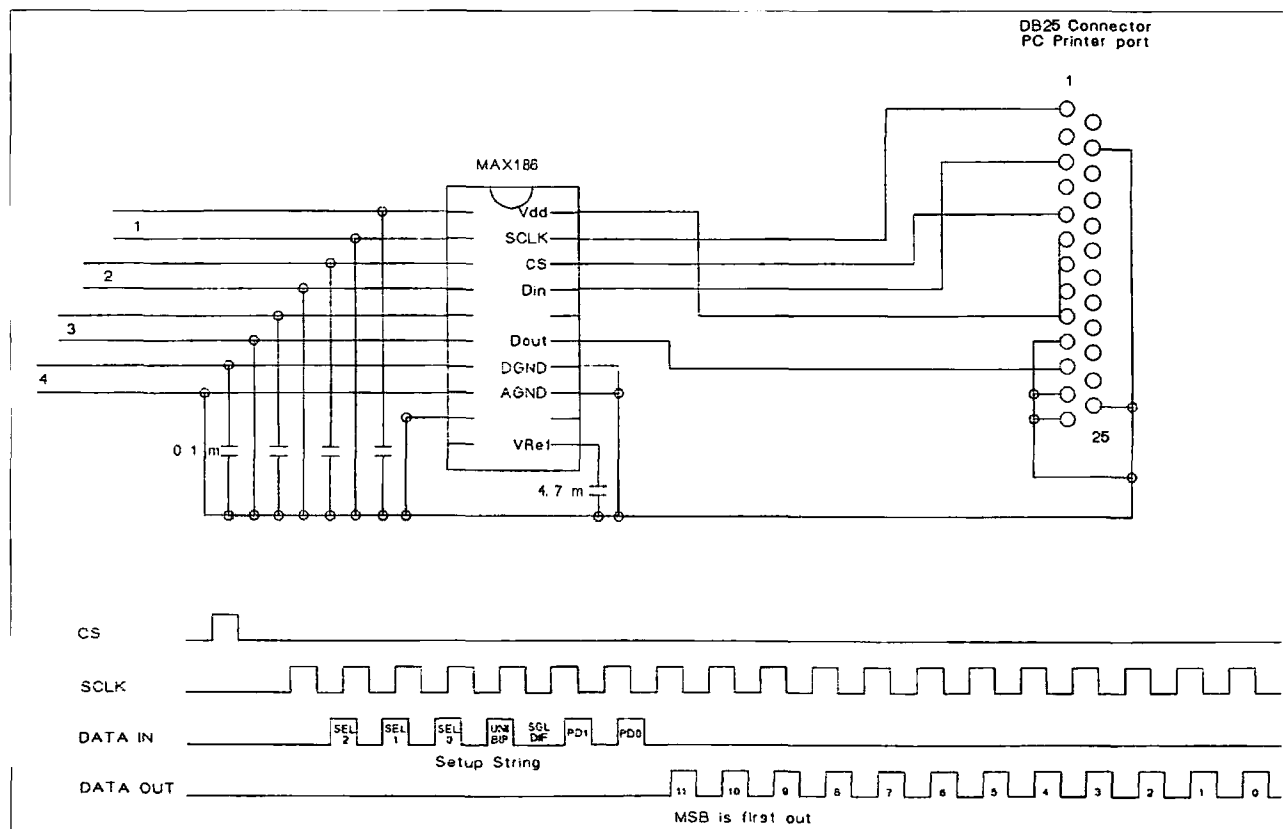 DB25 Connector
PC Printer port
1
MAX186
Vdd
1
SCLK
CS
2
Din
3
Dout
DGND
4
AGND
25
0 1 m
VRef
4.7 m
CS
SCLK
DATA IN
SEL 2
SEL 1
SEL 0
UNI BIP
SGL DIF
PD1
PD0
Setup String
DATA OUT
11
10
9
8
7
6
5
4
3
2
1
0
MSB is first out